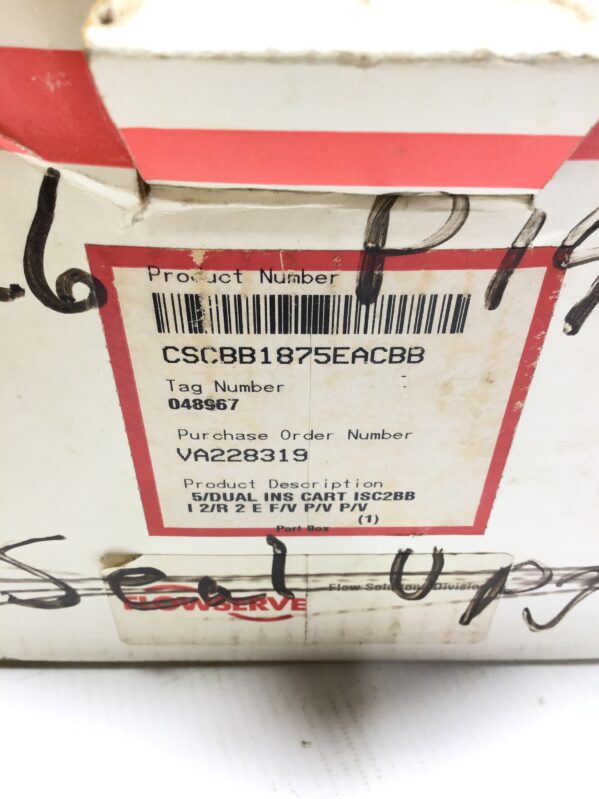 Product Number
CSCBB1875EACBB
Tag Number
048967
Purchase Order Number
VA228319
Product Description
5/DUAL INS CART ISC2BB
I 2/R 2 E F/V P/V P/V
(1)
Part Box
Seal Upg
FLOWSERVE
Flow Solutions Division